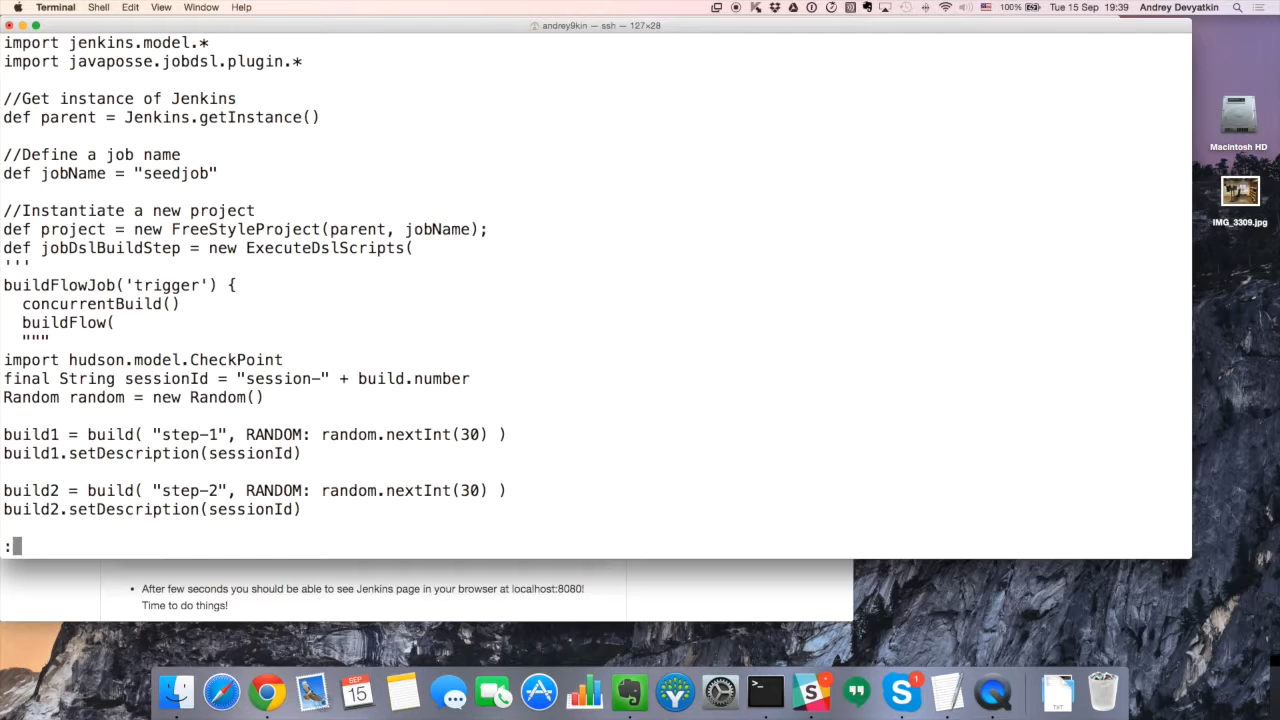 Terminal Shell Edit View Window Help
100% Tue 15 Sep 19:39 Andrey Devyatkin
andrey9kin — ssh — 127×28
import jenkins.model.*
import javaposse.jobdsl.plugin.*
//Get instance of Jenkins
def parent = Jenkins.getInstance()
//Define a job name
def jobName = "seedjob"
//Instantiate a new project
def project = new FreeStyleProject(parent, jobName);
def jobDslBuildStep = new ExecuteDslScripts(
'''
buildFlowJob('trigger') {
concurrentBuild()
buildFlow(
"""
import hudson.model.CheckPoint
final String sessionId = "session-" + build.number
Random random = new Random()
build1 = build( "step-1", RANDOM: random.nextInt(30) )
build1.setDescription(sessionId)
build2 = build( "step-2", RANDOM: random.nextInt(30) )
build2.setDescription(sessionId)
:
Macintosh HD
IMG_3309.jpg
• After few seconds you should be able to see Jenkins page in your browser at localhost:8080!
Time to do things!
SEP
15
>_
1
TXT